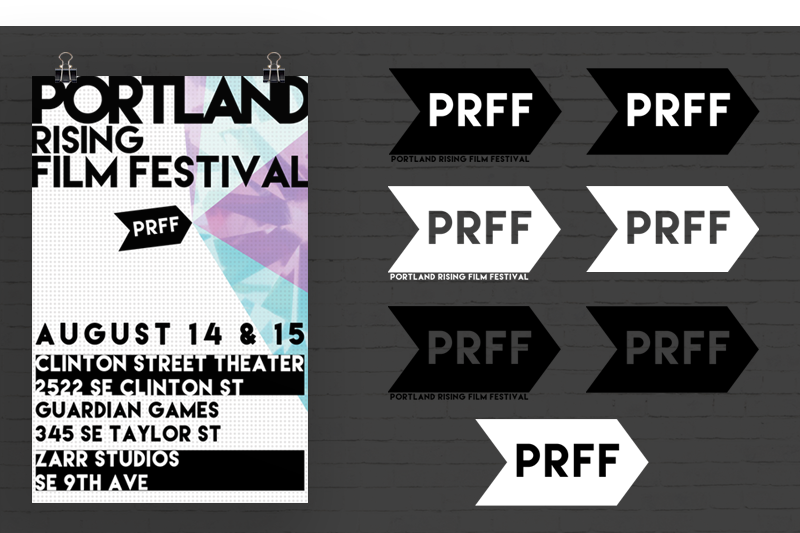 PORTLAND
RISING
FILM FESTIVAL
PRFF
AUGUST 14 & 15
CLINTON STREET THEATER
2522 SE CLINTON ST
GUARDIAN GAMES
345 SE TAYLOR ST
ZARR STUDIOS
SE 9TH AVE
PRFF
PORTLAND RISING FILM FESTIVAL
PRFF
PRFF
PORTLAND RISING FILM FESTIVAL
PRFF
PRFF
PORTLAND RISING FILM FESTIVAL
PRFF
PRFF